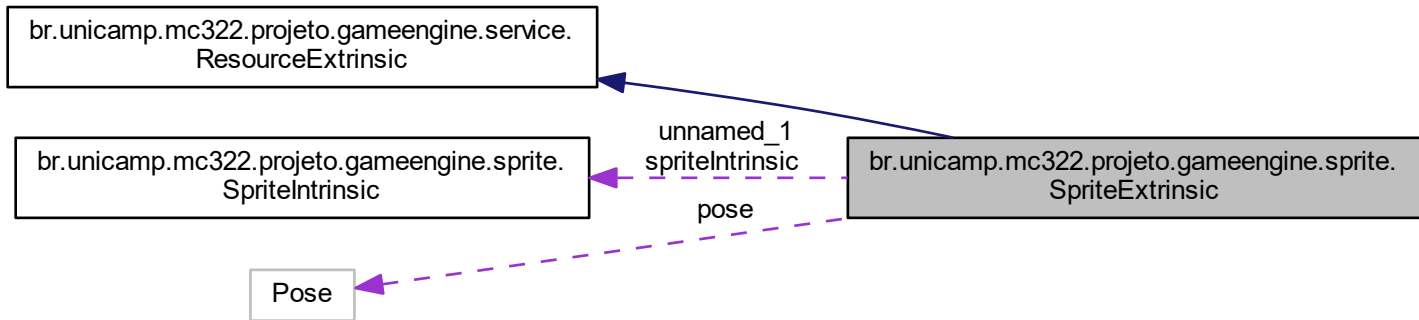 br.unicamp.mc322.projeto.gameengine.service.
ResourceExtrinsic
br.unicamp.mc322.projeto.gameengine.sprite.
SpriteIntrinsic
unnamed_1
spriteIntrinsic
pose
br.unicamp.mc322.projeto.gameengine.sprite.
SpriteExtrinsic
Pose